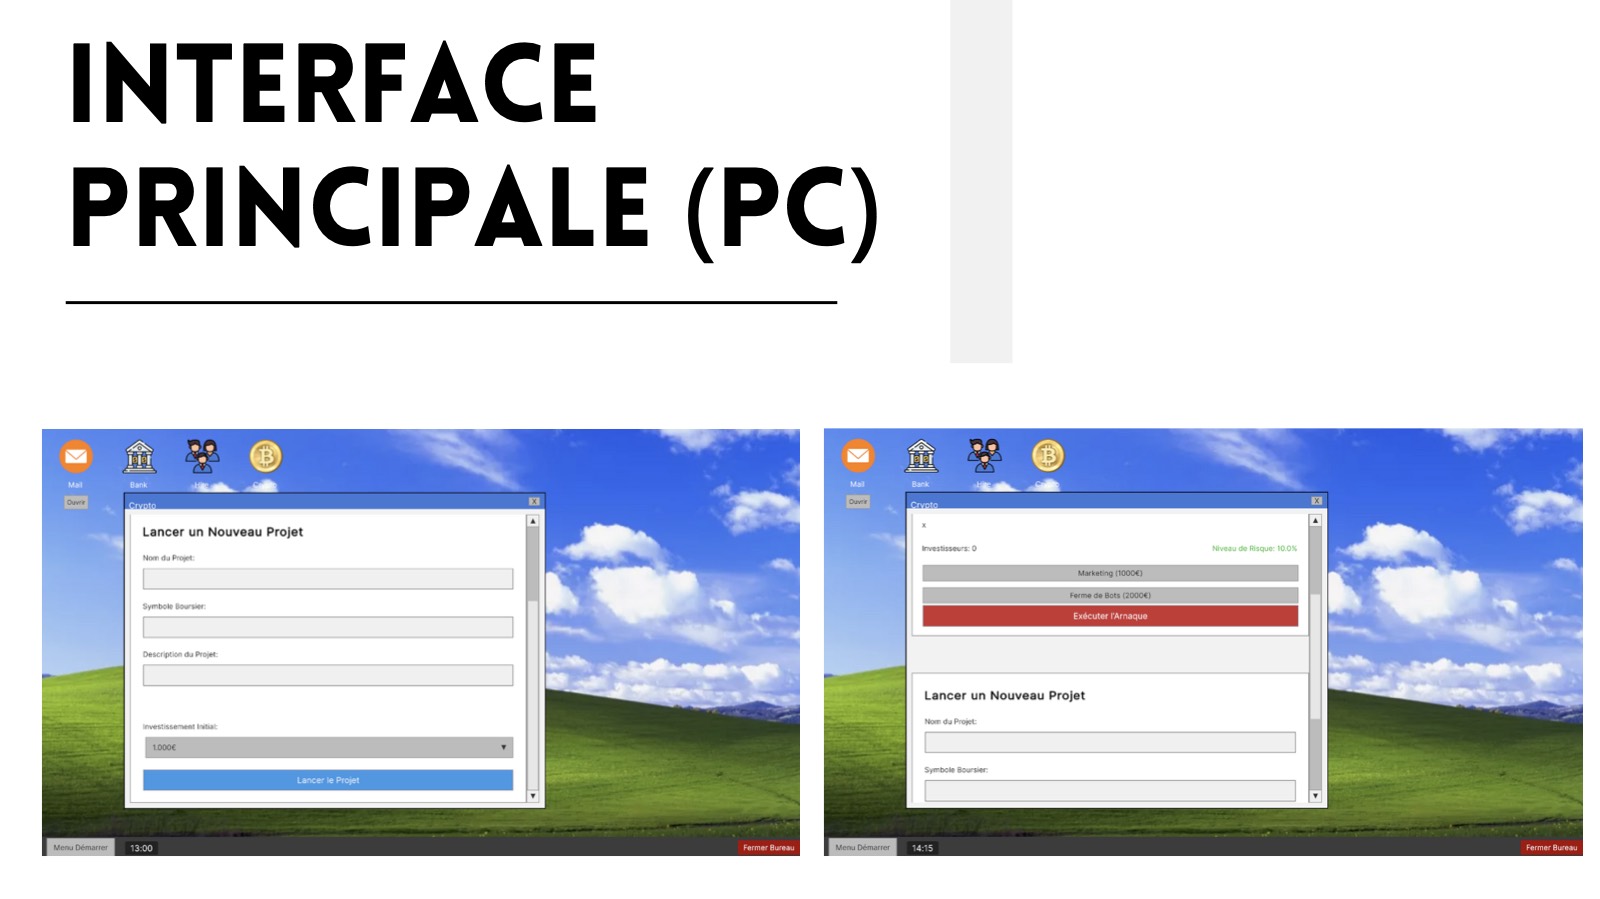 INTERFACE
PRINCIPALE (PC)
Mail
Bank
Ouvrir
Crypto
X
Lancer un Nouveau Projet
Nom du Projet:
Symbole Boursier:
Description du Projet:
Investissement Initial:
1.000€
Lancer le Projet
Menu Démarrer
13:00
Fermer Bureau
Mail
Bank
Ouvrir
Crypto
X
x
Investisseurs: 0
Niveau de Risque: 10.0%
Marketing (1000€)
Ferme de Bots (2000€)
Exécuter l'Arnaque
Lancer un Nouveau Projet
Nom du Projet:
Symbole Boursier:
Menu Démarrer
14:15
Fermer Bureau